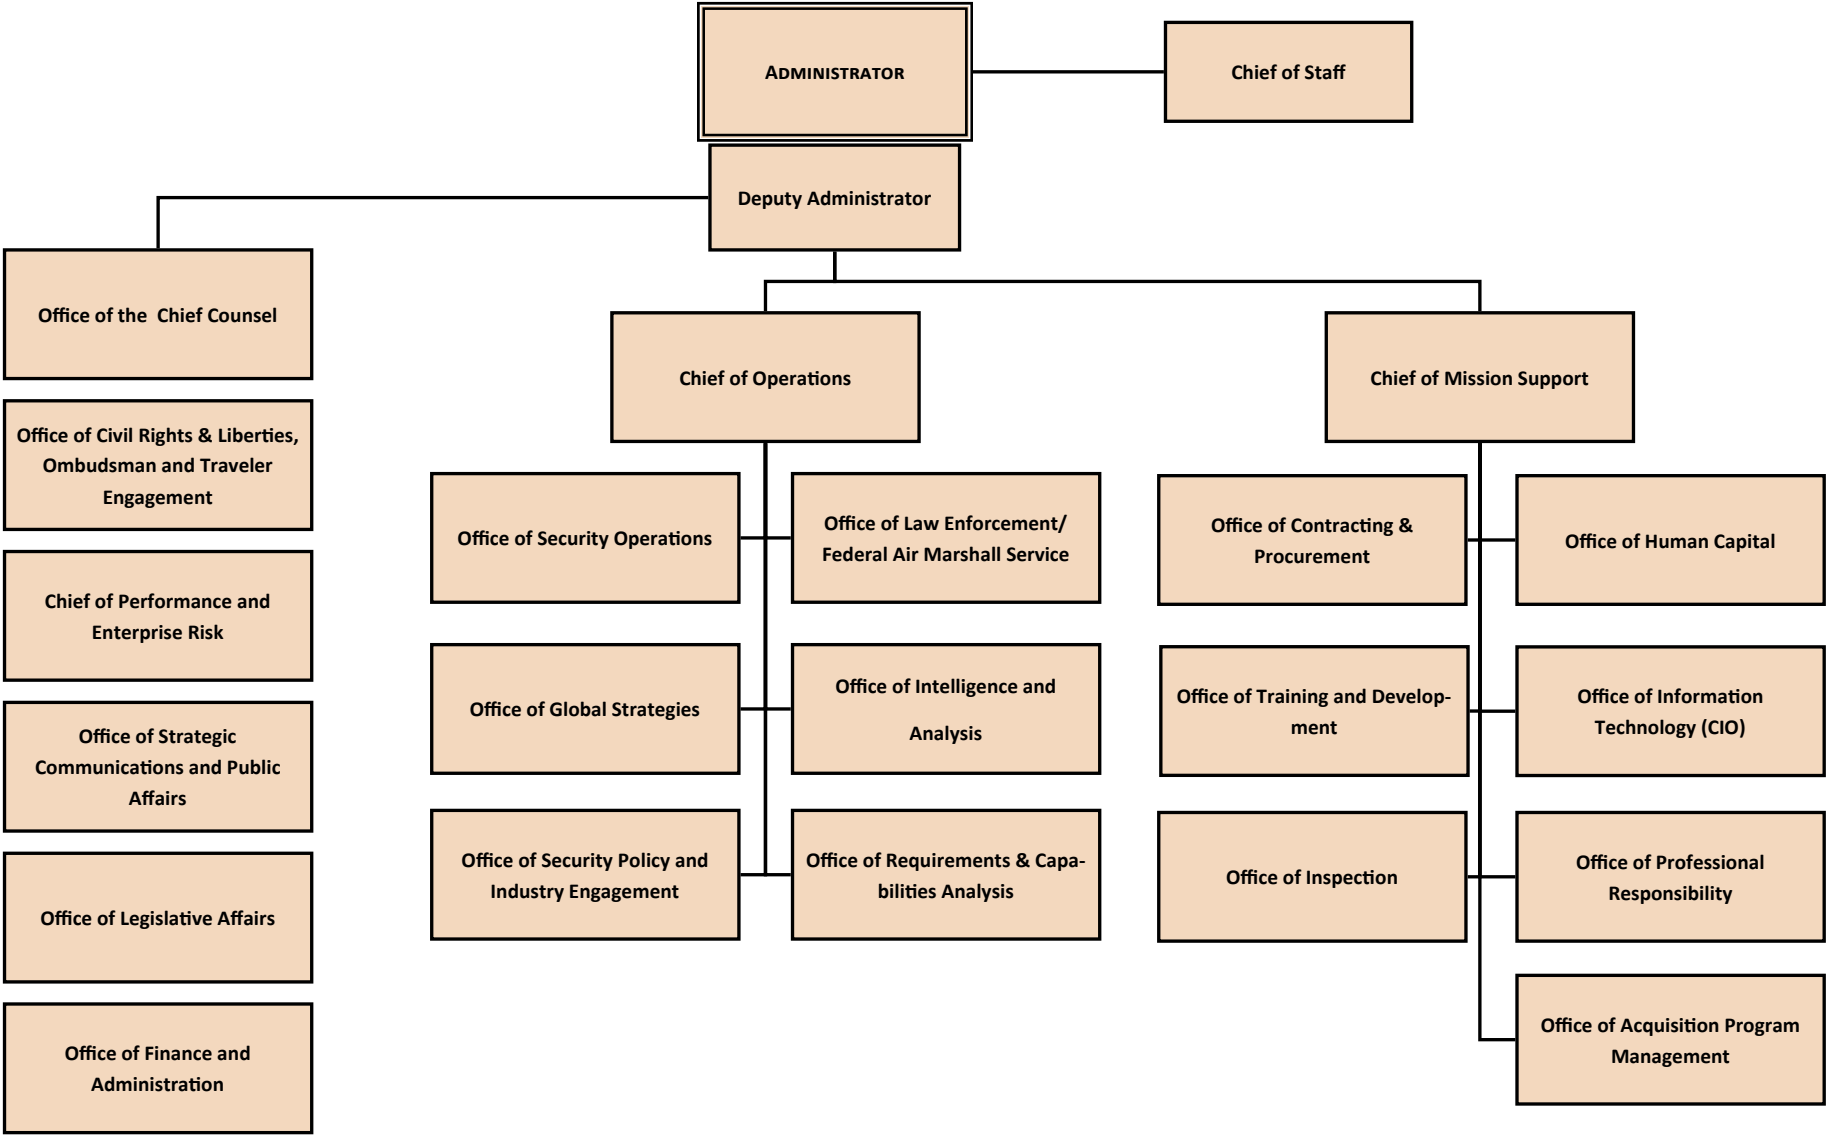 ADMINISTRATOR
Chief of Staff
Deputy Administrator
Office of the  Chief Counsel
Office of Civil Rights & Liberties,
Ombudsman and Traveler
Engagement
Chief of Performance and
Enterprise Risk
Office of Strategic
Communications and Public
Affairs
Office of Legislative Affairs
Office of Finance and
Administration
Chief of Operations
Office of Security Operations
Office of Law Enforcement/
Federal Air Marshall Service
Office of Global Strategies
Office of Intelligence and
Analysis
Office of Security Policy and
Industry Engagement
Office of Requirements & Capa-
bilities Analysis
Chief of Mission Support
Office of Contracting &
Procurement
Office of Human Capital
Office of Training and Develop-
ment
Office of Information
Technology (CIO)
Office of Inspection
Office of Professional
Responsibility
Office of Acquisition Program
Management